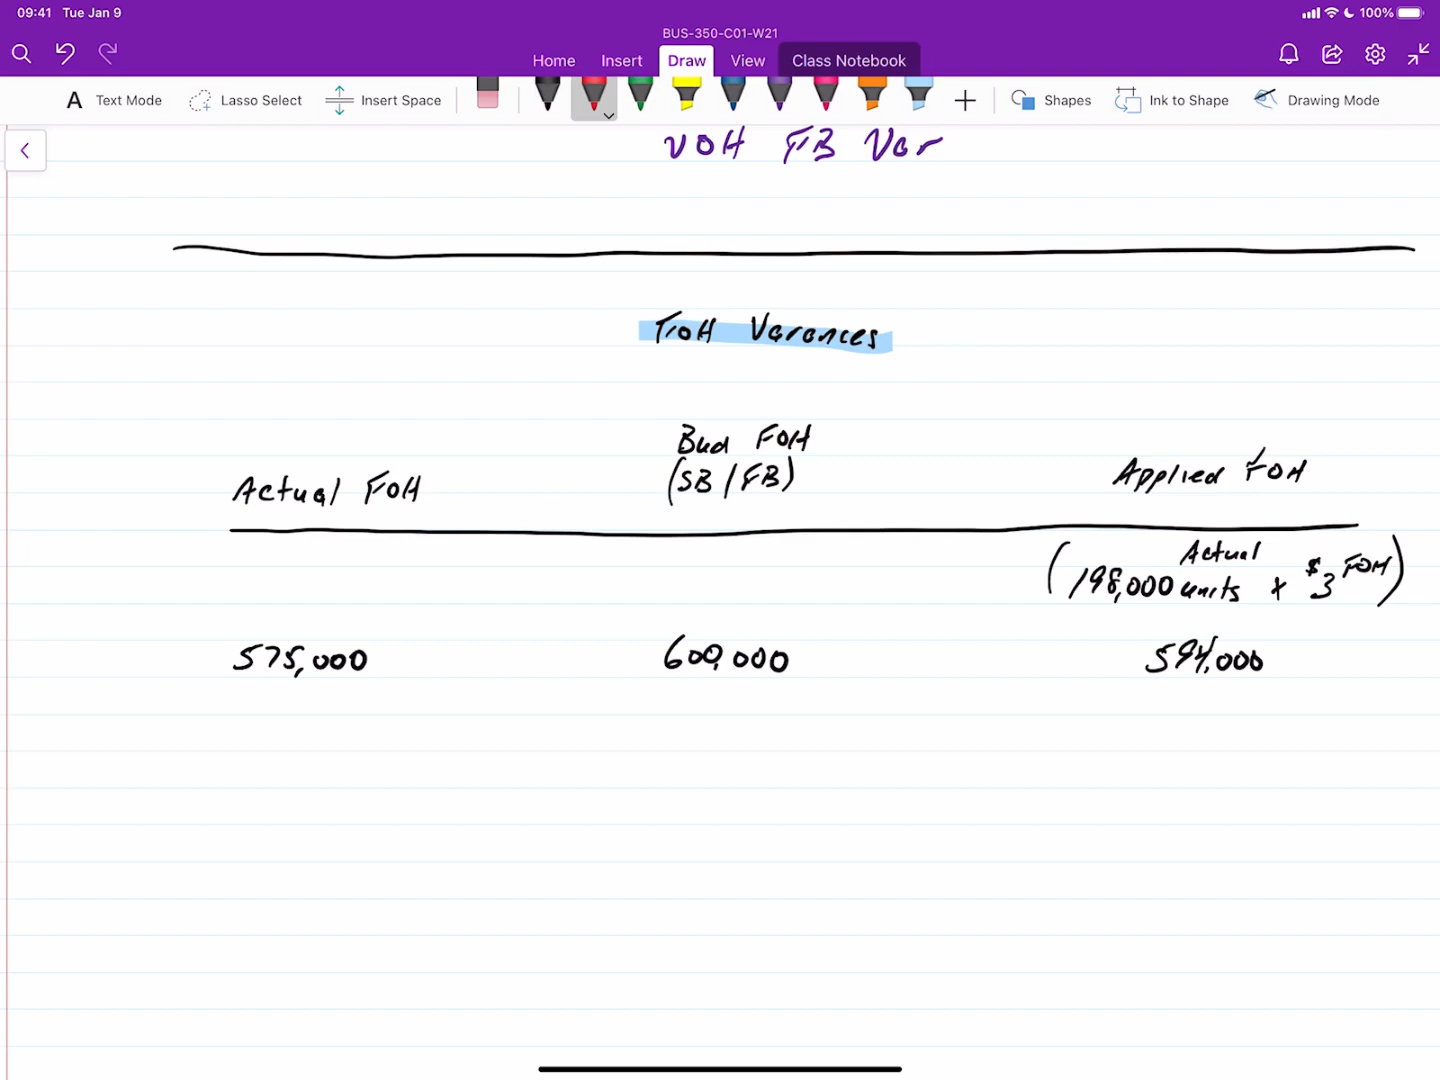 09:41 Tue Jan 9
100%
BUS-350-C01-W21
Home Insert Draw View Class Notebook
A Text Mode Lasso Select Insert Space Shapes Ink to Shape Drawing Mode
VOH FB Var
FOH Varances
Bud FOH
(SB / FB)
Actual FOH
Applied FOH
Actual
(198,000 units x $3 FOH)
575,000
600,000
594,000